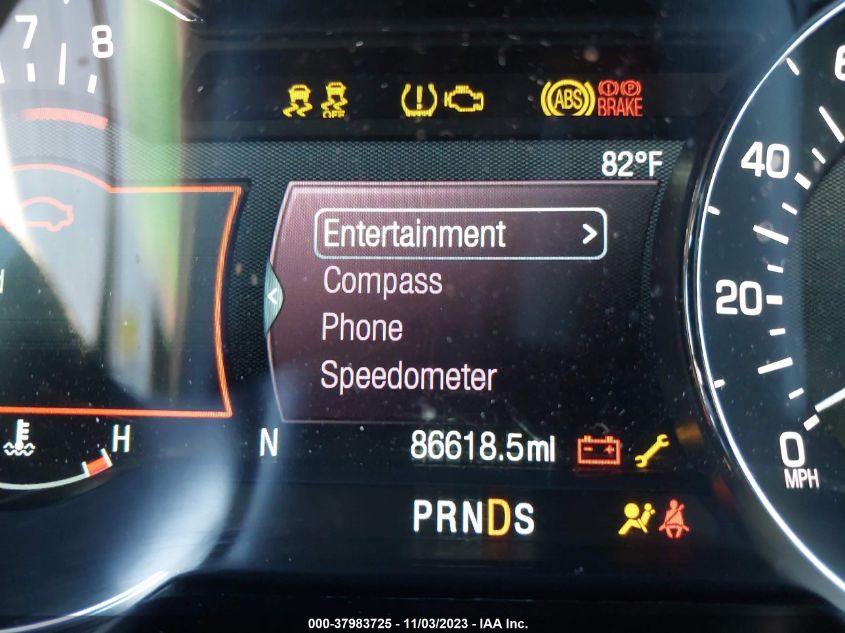 7
8
OFF
ABS
BRAKE
82°F
6
40
Entertainment >
Compass
<
Phone
20
Speedometer
H
N
86618.5mi
0
MPH
PRNDS
000-37983725 - 11/03/2023 - IAA Inc.